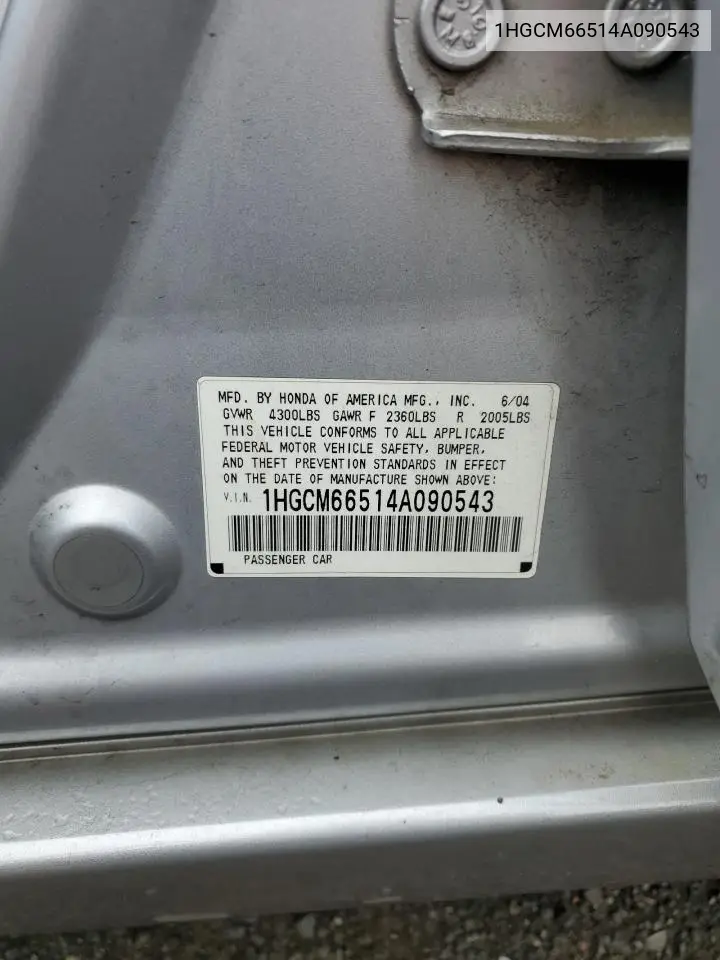 1HGCM66514A090543
MFD. BY HONDA OF AMERICA MFG., INC. 6/04
GVWR 4300LBS GAWR F 2360LBS R 2005LBS
THIS VEHICLE CONFORMS TO ALL APPLICABLE
FEDERAL MOTOR VEHICLE SAFETY, BUMPER,
AND THEFT PREVENTION STANDARDS IN EFFECT
ON THE DATE OF MANUFACTURE SHOWN ABOVE:
V.I.N. 1HGCM66514A090543
PASSENGER CAR